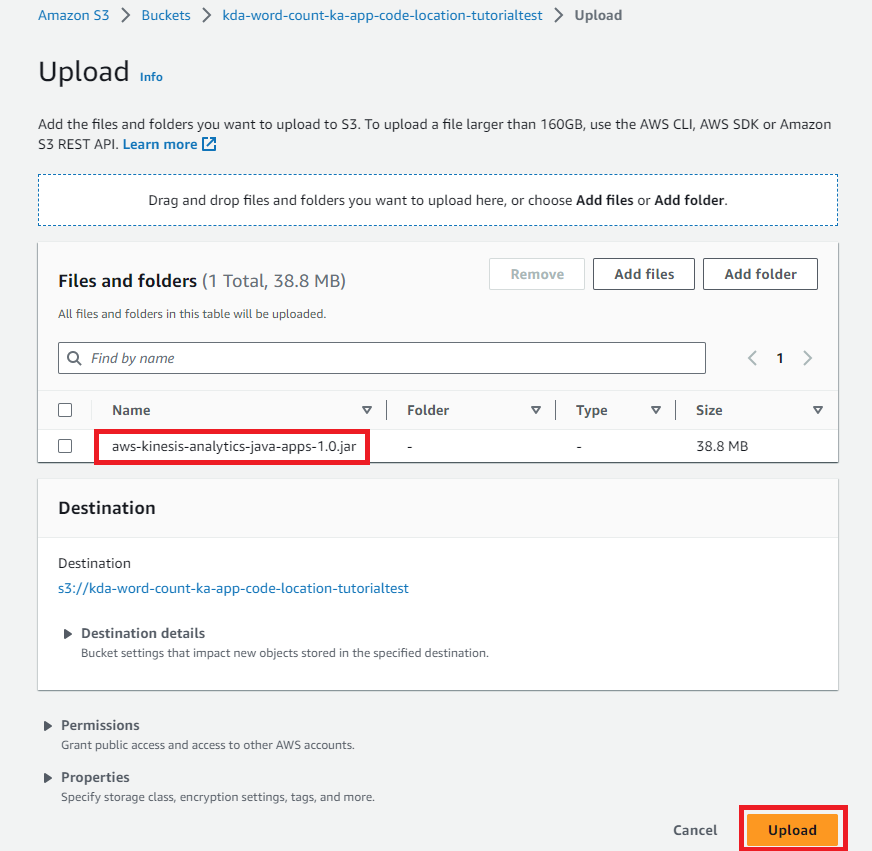 Amazon S3 > Buckets > kda-word-count-ka-app-code-location-tutorialtest > Upload
Upload Info
Add the files and folders you want to upload to S3. To upload a file larger than 160GB, use the AWS CLI, AWS SDK or Amazon
S3 REST API. Learn more
Drag and drop files and folders you want to upload here, or choose Add files or Add folder.
Files and folders (1 Total, 38.8 MB) Remove Add files Add folder
All files and folders in this table will be uploaded.
Find by name 1
Name Folder Type Size
aws-kinesis-analytics-java-apps-1.0.jar - - 38.8 MB
Destination
Destination
s3://kda-word-count-ka-app-code-location-tutorialtest
Destination details
Bucket settings that impact new objects stored in the specified destination.
Permissions
Grant public access and access to other AWS accounts.
Properties
Specify storage class, encryption settings, tags, and more.
Cancel Upload